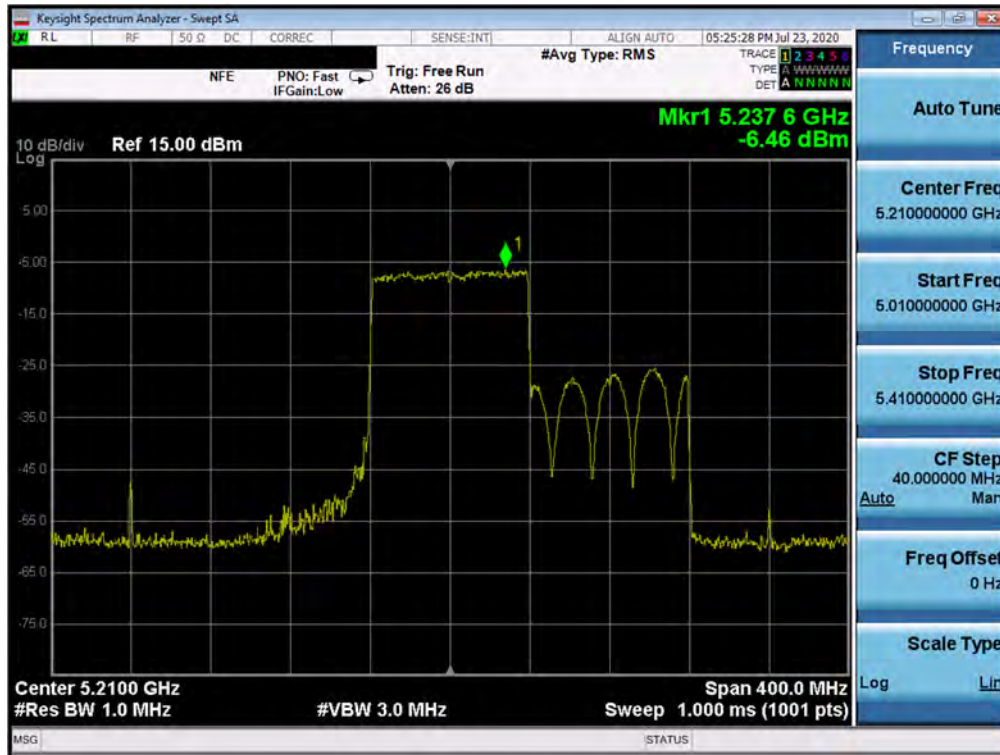 Keysight Spectrum Analyzer - Swept SA
LXI RL RF 50 Ω DC CORREC SENSE:INT ALIGN AUTO 05:25:28 PM Jul 23, 2020
#Avg Type: RMS TRACE 1 2 3 4 5 6
NFE PNO: Fast Trig: Free Run TYPE A WWWWW
IFGain:Low Atten: 26 dB DET A N N N N N
Mkr1 5.237 6 GHz
-6.46 dBm
10 dB/div Ref 15.00 dBm
Log
1
5.00
-5.00
-15.0
-25.0
-35.0
-45.0
-55.0
-65.0
-75.0
Center 5.2100 GHz Span 400.0 MHz
#Res BW 1.0 MHz #VBW 3.0 MHz Sweep 1.000 ms (1001 pts)
MSG STATUS
Frequency
Auto Tune
Center Freq
5.210000000 GHz
Start Freq
5.010000000 GHz
Stop Freq
5.410000000 GHz
CF Step
40.000000 MHz
Auto Man
Freq Offset
0 Hz
Scale Type
Log Lin